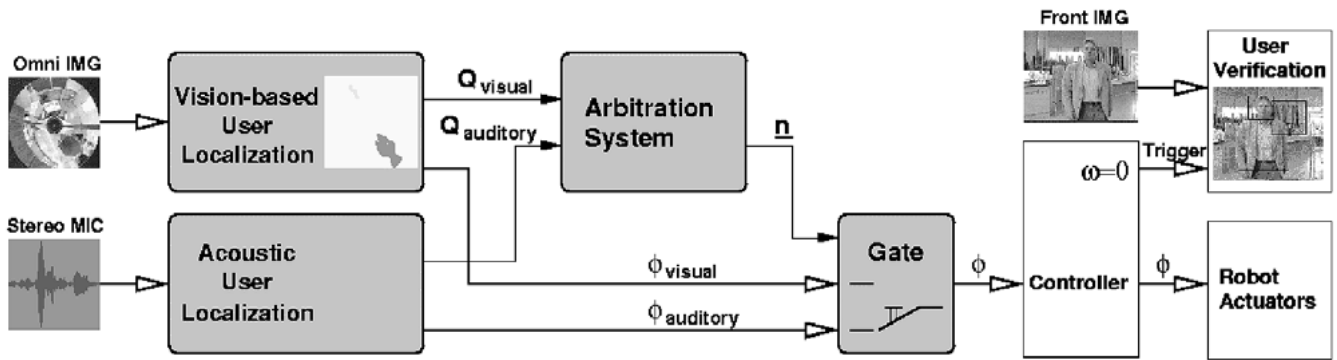 Omni IMG
Vision-based
User
Localization
Q visual
Q auditory
Arbitration
System
n
Front IMG
User
Verification
Trigger
ω=0
Stereo MIC
Acoustic
User
Localization
ϕ visual
ϕ auditory
Gate
ϕ
Controller
ϕ
Robot
Actuators